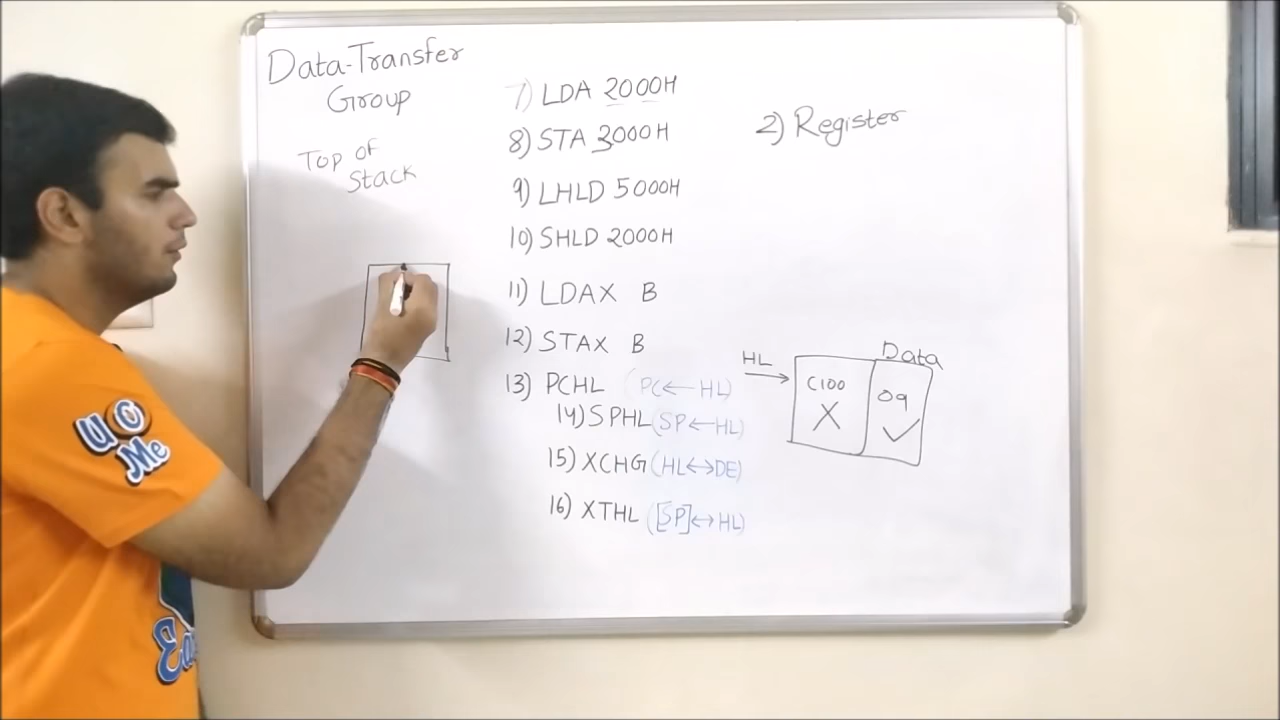 Data-Transfer
Group
Top of
Stack
7) LDA 2000H
8) STA 3000H
9) LHLD 5000H
10) SHLD 2000H
11) LDAX B
12) STAX B
13) PCHL (PC←HL)
14) SPHL (SP←HL)
15) XCHG (HL↔DE)
16) XTHL ([SP]↔HL)
2) Register
HL
Data
C100
09
U C
Me